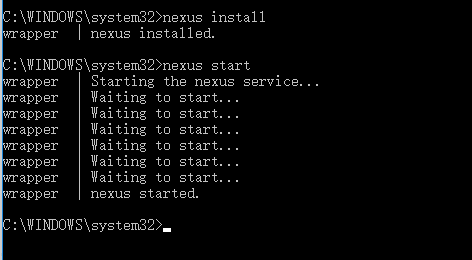 C:\WINDOWS\system32>nexus install
wrapper  | nexus installed.
C:\WINDOWS\system32>nexus start
wrapper  | Starting the nexus service...
wrapper  | Waiting to start...
wrapper  | Waiting to start...
wrapper  | Waiting to start...
wrapper  | Waiting to start...
wrapper  | Waiting to start...
wrapper  | Waiting to start...
wrapper  | nexus started.
C:\WINDOWS\system32>